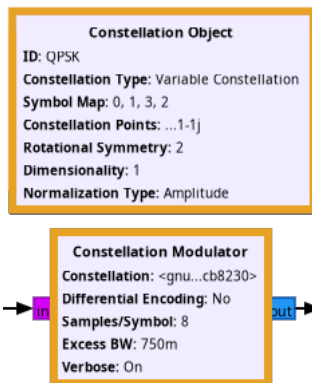 Constellation Object
ID: QPSK
Constellation Type: Variable Constellation
Symbol Map: 0, 1, 3, 2
Constellation Points: ...1-1j
Rotational Symmetry: 2
Dimensionality: 1
Normalization Type: Amplitude
Constellation Modulator
Constellation: <gnu...cb8230>
Differential Encoding: No
in
Samples/Symbol: 8
out
Excess BW: 750m
Verbose: On